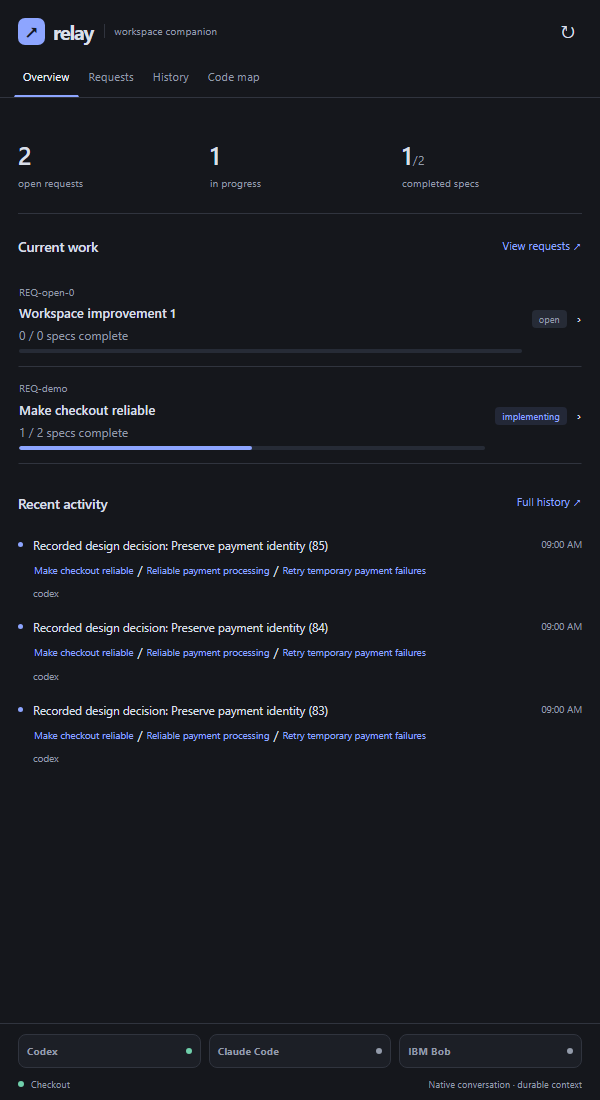 ↗ relay workspace companion ↻
Overview Requests History Code map
2 1 1/2
open requests in progress completed specs
Current work View requests ↗
REQ-open-0
Workspace improvement 1 open ›
0 / 0 specs complete
REQ-demo
Make checkout reliable implementing ›
1 / 2 specs complete
Recent activity Full history ↗
Recorded design decision: Preserve payment identity (85) 09:00 AM
Make checkout reliable / Reliable payment processing / Retry temporary payment failures
codex
Recorded design decision: Preserve payment identity (84) 09:00 AM
Make checkout reliable / Reliable payment processing / Retry temporary payment failures
codex
Recorded design decision: Preserve payment identity (83) 09:00 AM
Make checkout reliable / Reliable payment processing / Retry temporary payment failures
codex
Codex Claude Code IBM Bob
Checkout Native conversation · durable context